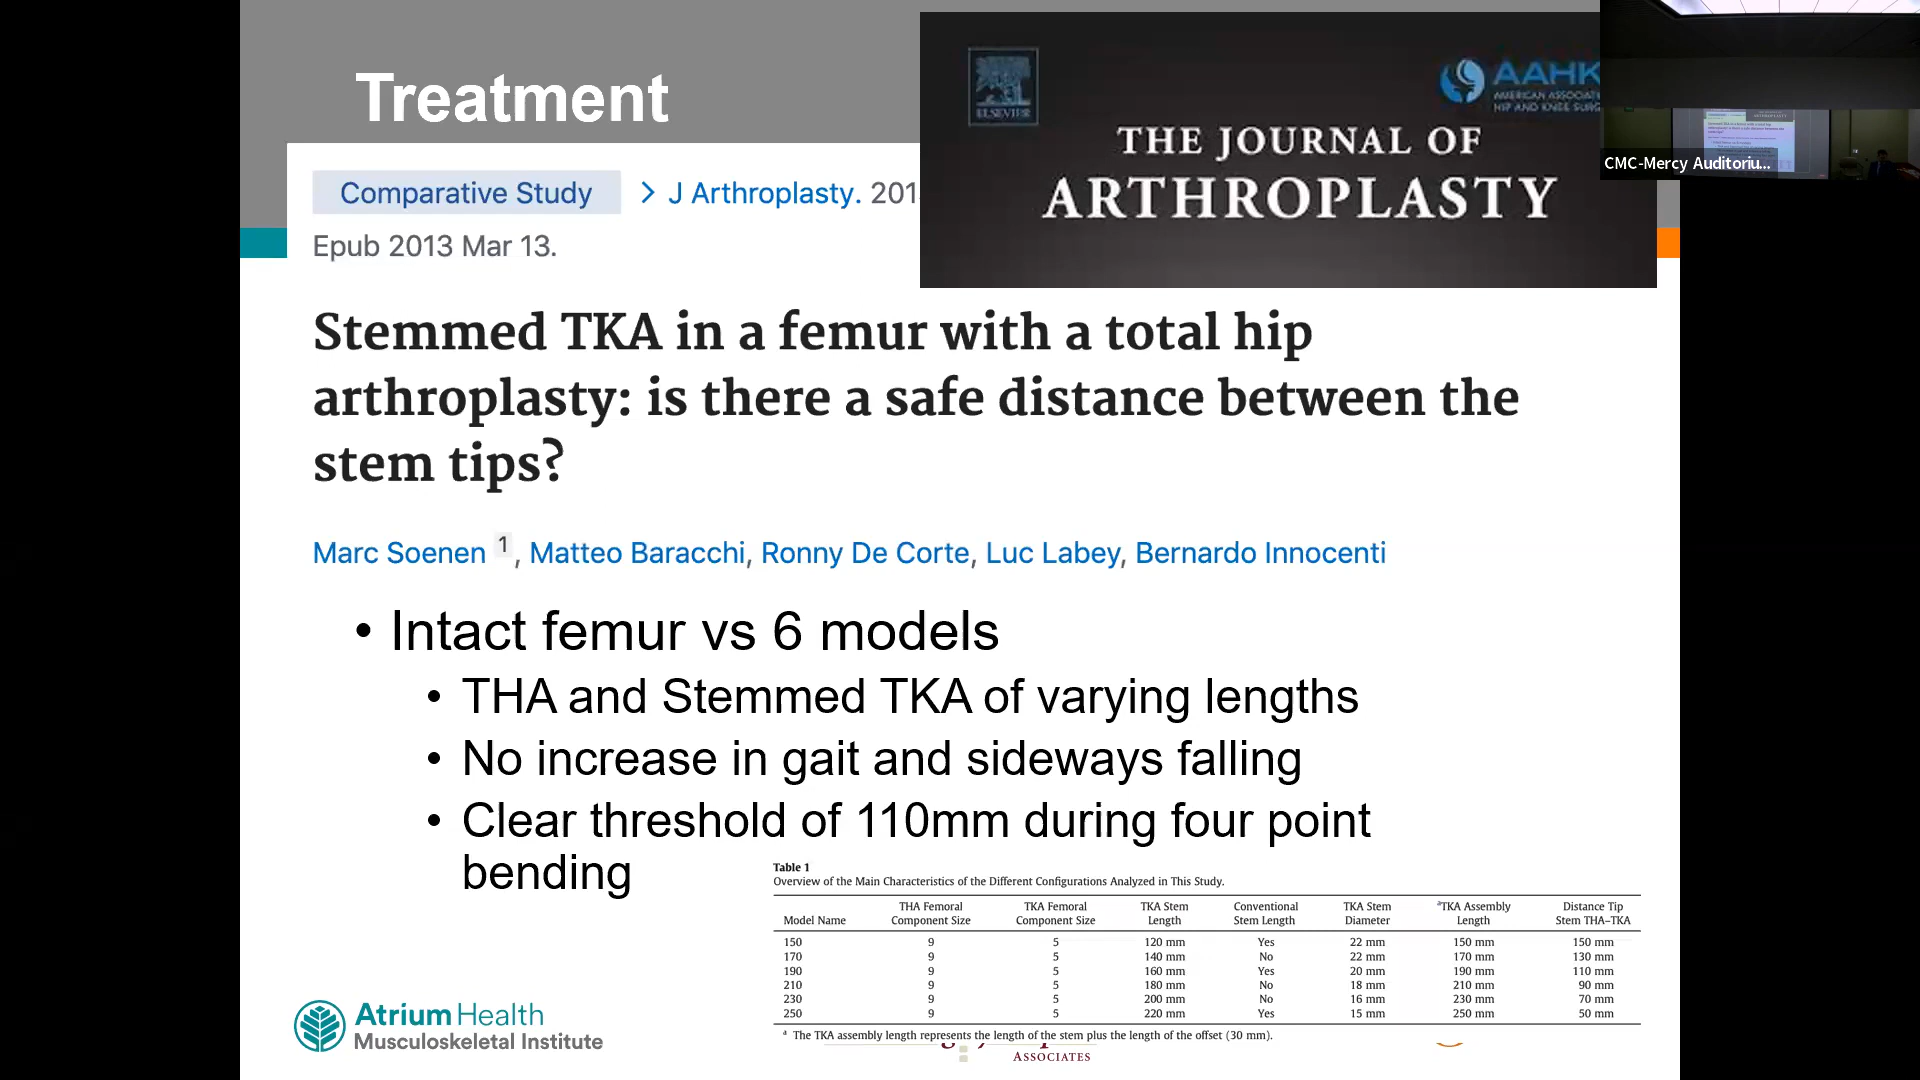 Treatment
ELSEVIER
AAHK
AMERICAN ASSOCIAT
HIP AND KNEE SURG
THE JOURNAL OF
ARTHROPLASTY
CMC-Mercy Auditoriu...
Comparative Study > J Arthroplasty. 201
Epub 2013 Mar 13.
Stemmed TKA in a femur with a total hip
arthroplasty: is there a safe distance between the
stem tips?
Marc Soenen 1, Matteo Baracchi, Ronny De Corte, Luc Labey, Bernardo Innocenti
• Intact femur vs 6 models
• THA and Stemmed TKA of varying lengths
• No increase in gait and sideways falling
• Clear threshold of 110mm during four point
bending
Table 1
Overview of the Main Characteristics of the Different Configurations Analyzed in This Study.
Model Name THA Femoral Component Size TKA Femoral Component Size TKA Stem Length Conventional Stem Length TKA Stem Diameter aTKA Assembly Length Distance Tip Stem THA–TKA
150 9 5 120 mm Yes 22 mm 150 mm 150 mm
170 9 5 140 mm No 22 mm 170 mm 130 mm
190 9 5 160 mm Yes 20 mm 190 mm 110 mm
210 9 5 180 mm No 18 mm 210 mm 90 mm
230 9 5 200 mm No 16 mm 230 mm 70 mm
250 9 5 220 mm Yes 15 mm 250 mm 50 mm
a The TKA assembly length represents the length of the stem plus the length of the offset (30 mm).
Atrium Health
Musculoskeletal Institute
ASSOCIATES